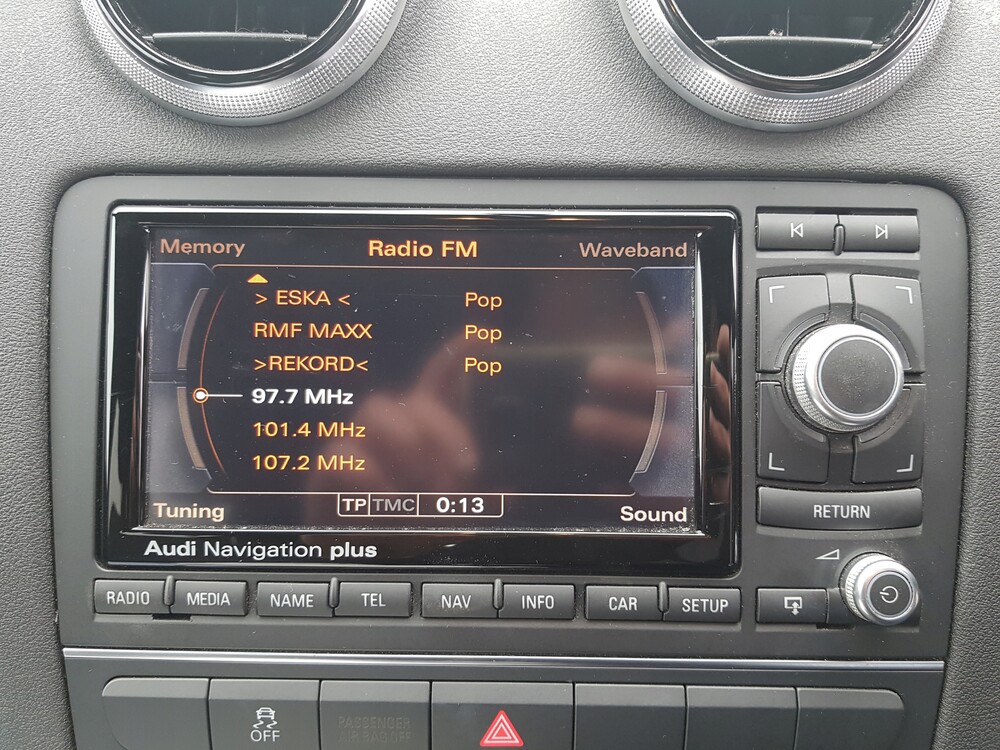 Memory Radio FM Waveband
> ESKA < Pop
RMF MAXX Pop
>REKORD< Pop
97.7 MHz
101.4 MHz
107.2 MHz
Tuning TP TMC 0:13 Sound
Audi Navigation plus
RETURN
RADIO MEDIA NAME TEL NAV INFO CAR SETUP
OFF
PASSENGER
AIR BAG OFF